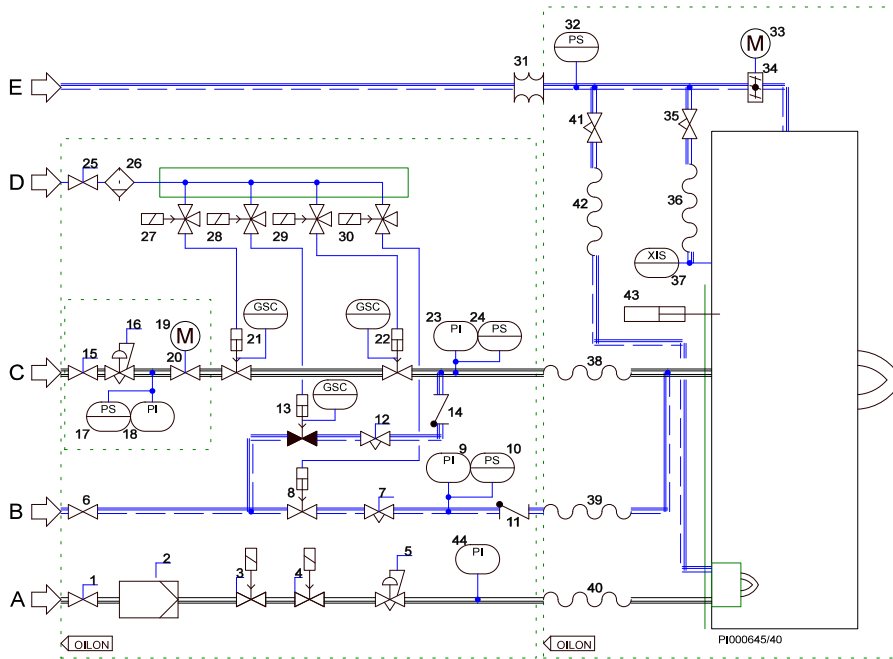 32
PS
33
M
34
31
E
41
35
25
26
D
42
36
27
28
29
30
XIS
37
GSC
GSC
43
16
19
M
21
22
23
24
PI
PS
15
20
C
38
PS
PI
17
18
GSC
13
12
14
9
10
PI
PS
6
8
7
B
11
39
2
5
44
PI
1
3
4
A
40
OILON
OILON
PI000645/40